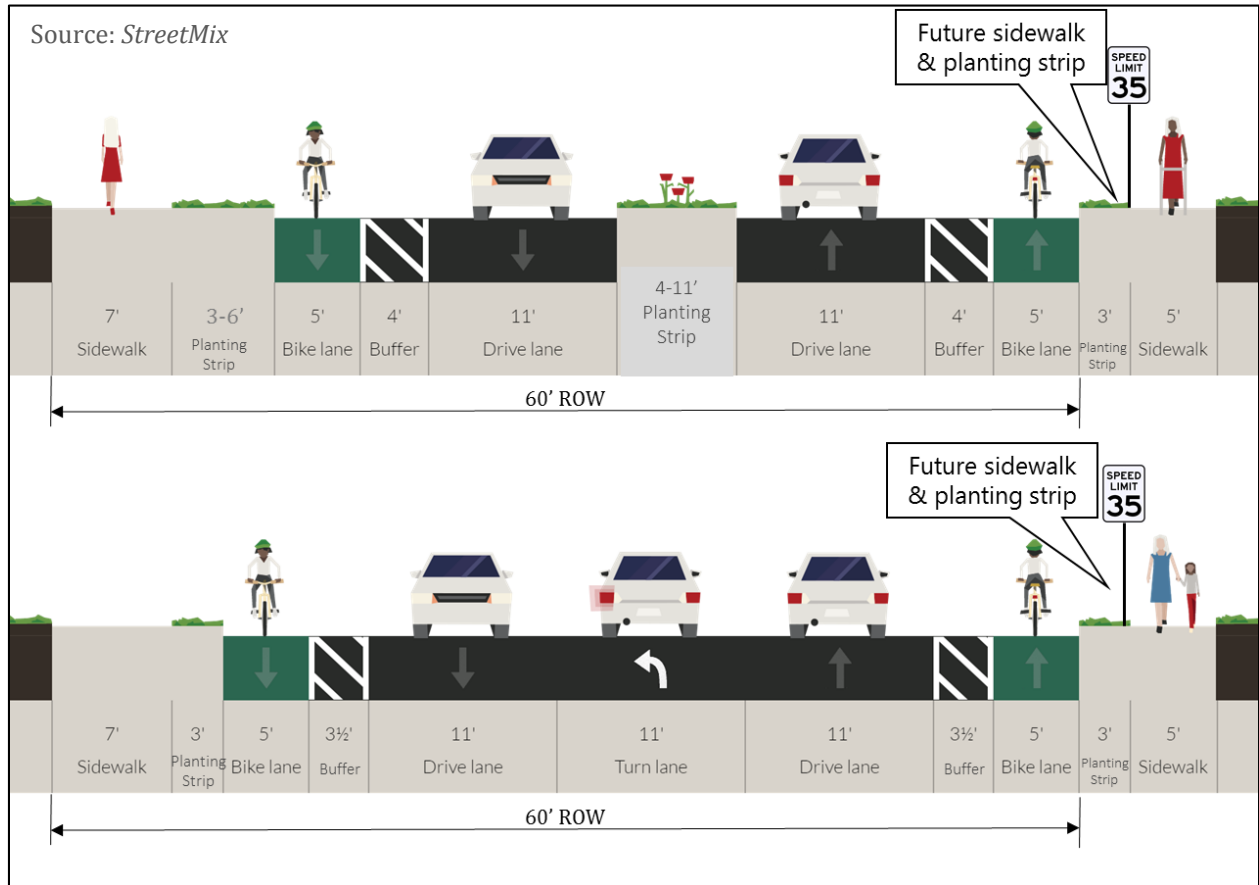 Source: StreetMix
Future sidewalk
& planting strip
SPEED
LIMIT
35
7'
Sidewalk
3-6’
Planting
Strip
5'
Bike lane
4'
Buffer
11'
Drive lane
4-11’
Planting
Strip
11'
Drive lane
4'
Buffer
5'
Bike lane
3'
Planting
Strip
5'
Sidewalk
60’ ROW
Future sidewalk
& planting strip
SPEED
LIMIT
35
7'
Sidewalk
3'
Planting
Strip
5'
Bike lane
3½'
Buffer
11'
Drive lane
11'
Turn lane
11'
Drive lane
3½'
Buffer
5'
Bike lane
3'
Planting
Strip
5'
Sidewalk
60’ ROW